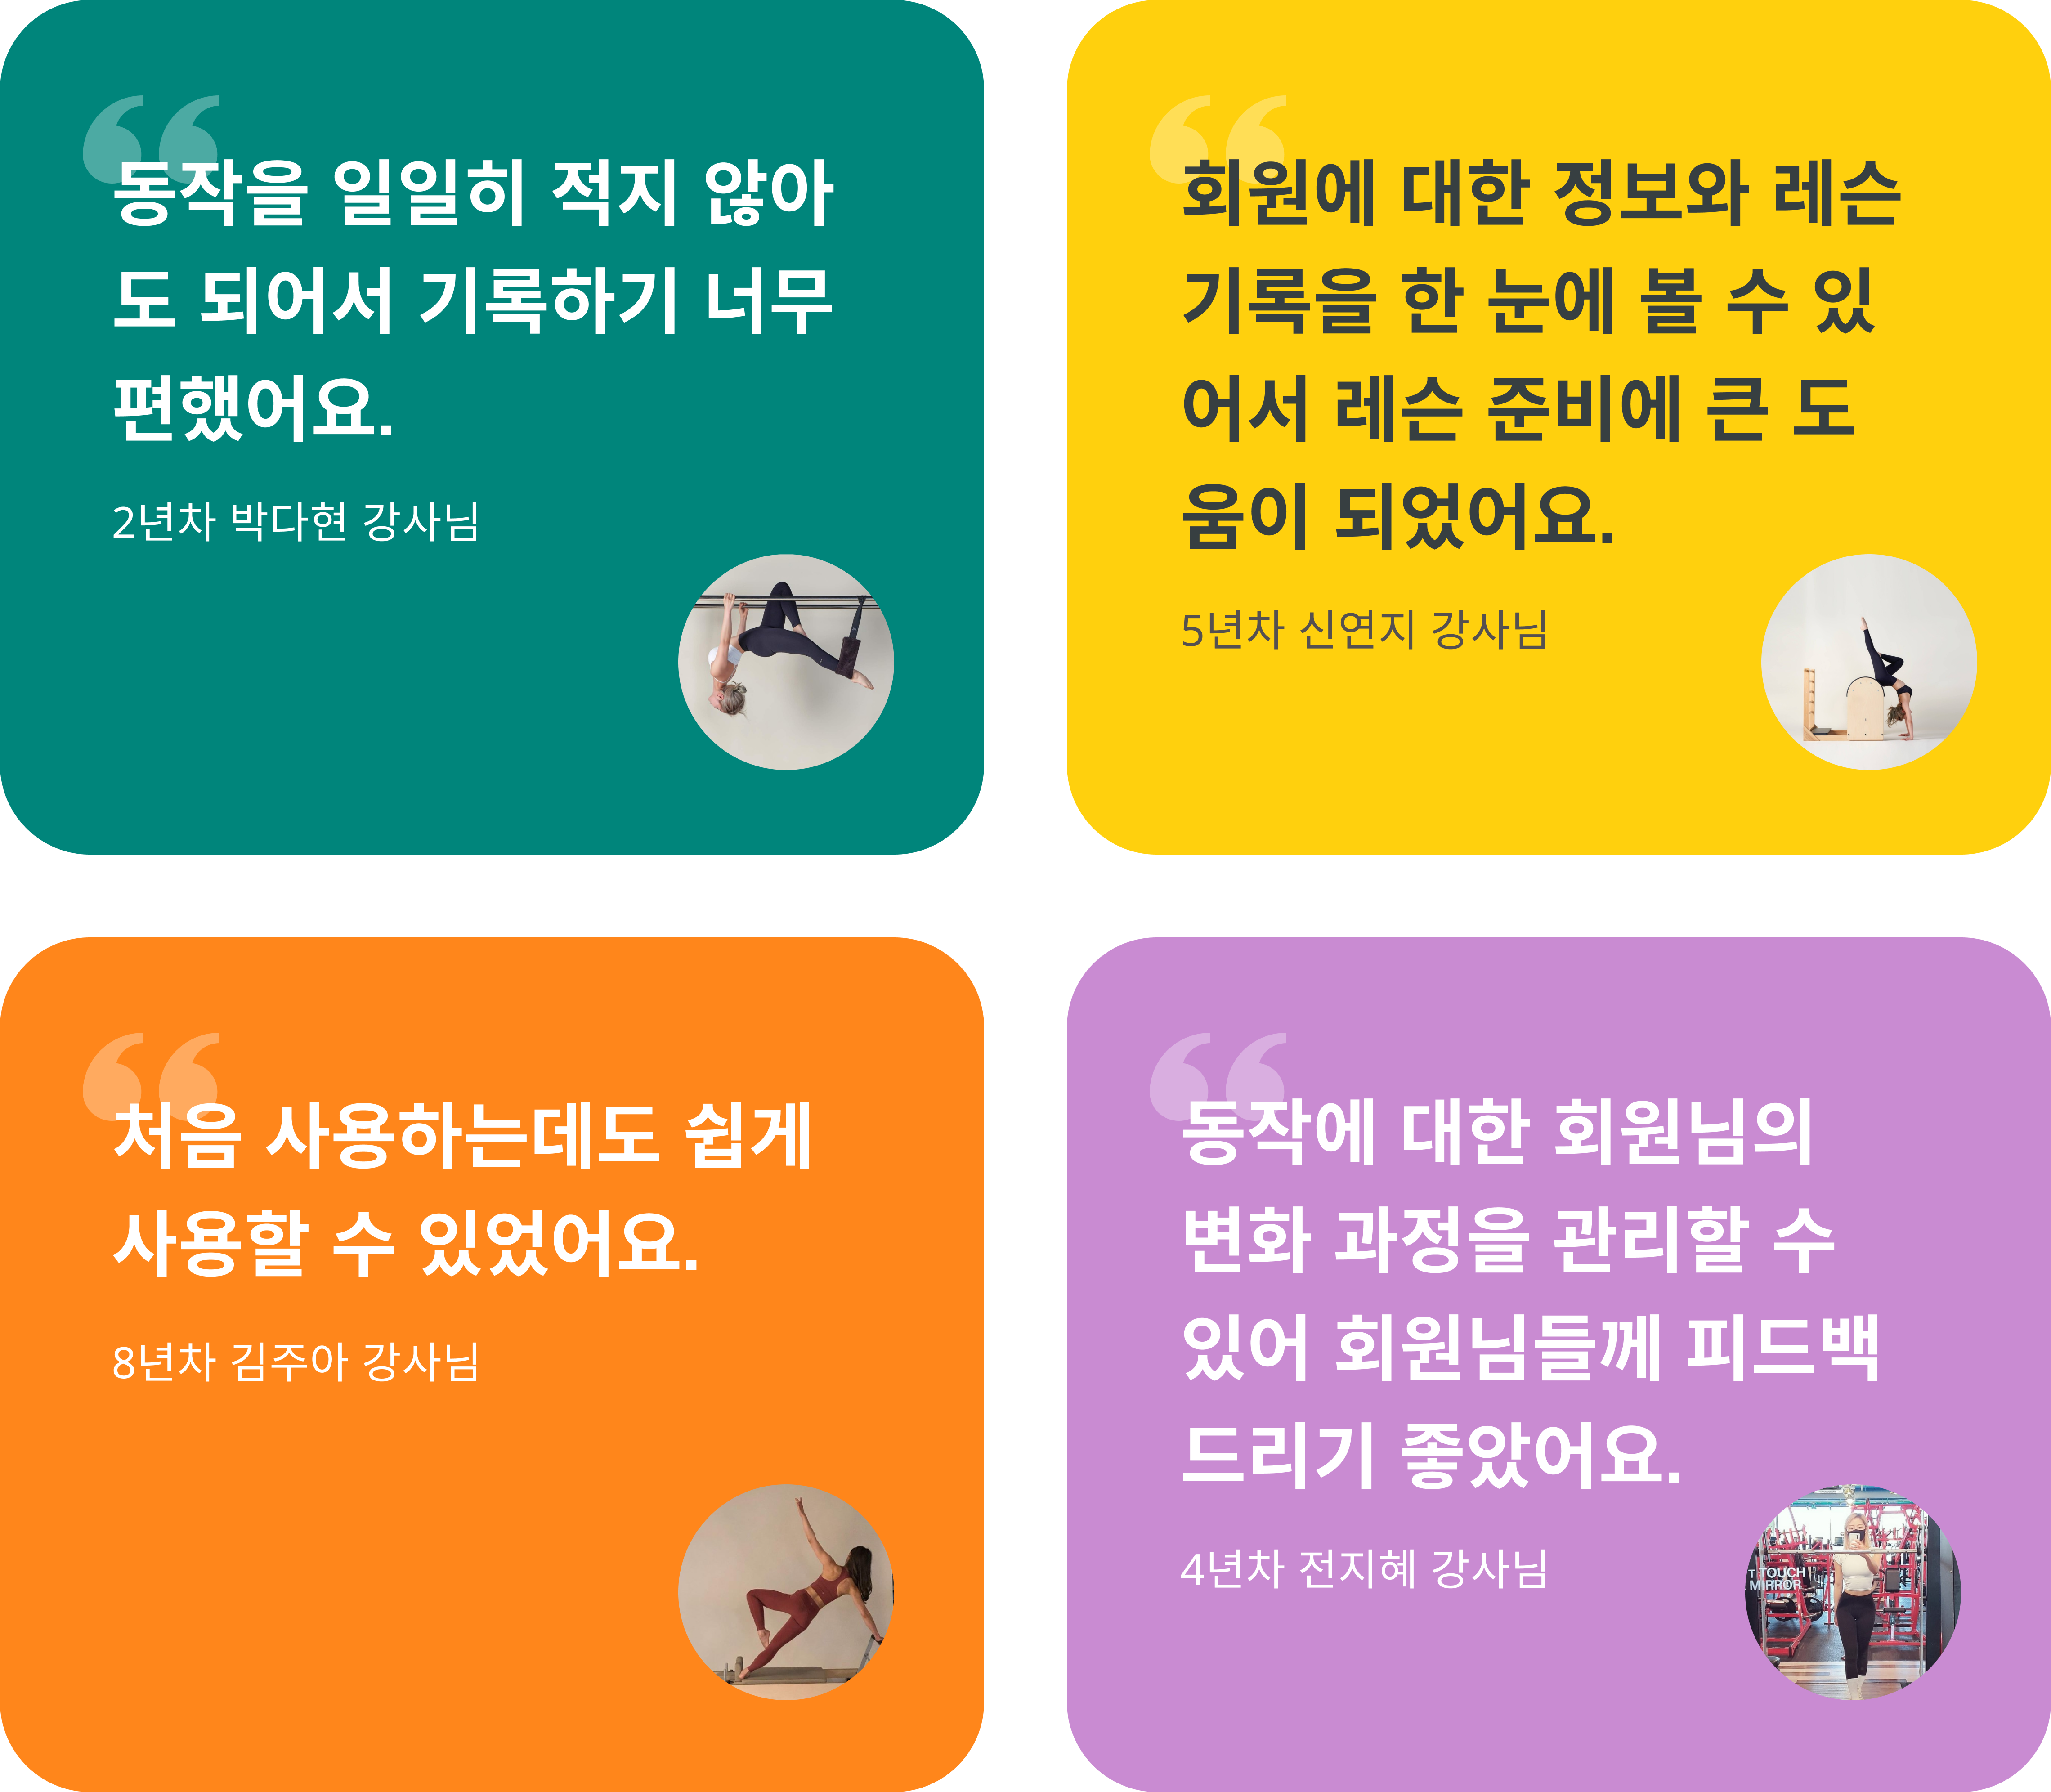 동작을 일일히 적지 않아
도 되어서 기록하기 너무
편했어요.
2년차 박다현 강사님
회원에 대한 정보와 레슨
기록을 한 눈에 볼 수 있
어서 레슨 준비에 큰 도
움이 되었어요.
5년차 신연지 강사님
처음 사용하는데도 쉽게
사용할 수 있었어요.
8년차 김주아 강사님
동작에 대한 회원님의
변화 과정을 관리할 수
있어 회원님들께 피드백
드리기 좋았어요.
4년차 전지혜 강사님
T TOUCH
MIRROR